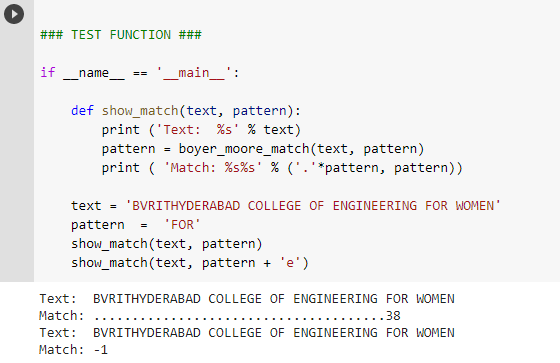 ### TEST FUNCTION ###
if __name__ == '__main__':
    def show_match(text, pattern):
        print ('Text:  %s' % text)
        pattern = boyer_moore_match(text, pattern)
        print ( 'Match: %s%s' % ('.'*pattern, pattern))
    text = 'BVRITHYDERABAD COLLEGE OF ENGINEERING FOR WOMEN'
    pattern  =  'FOR'
    show_match(text, pattern)
    show_match(text, pattern + 'e')
Text:  BVRITHYDERABAD COLLEGE OF ENGINEERING FOR WOMEN
Match: ......................................38
Text:  BVRITHYDERABAD COLLEGE OF ENGINEERING FOR WOMEN
Match: -1